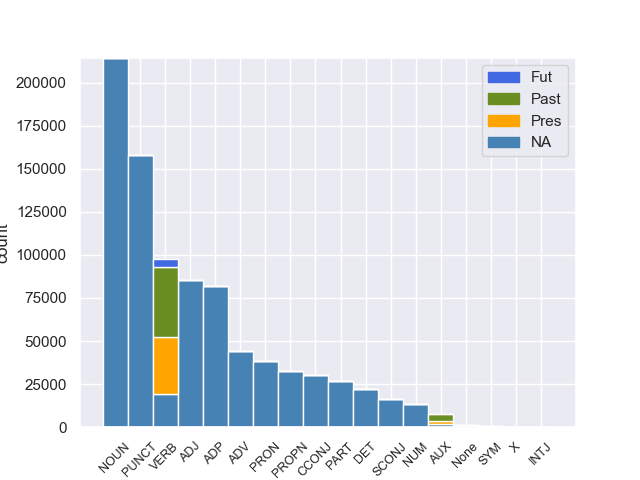 200000
175000
150000
125000
100000
75000
50000
25000
0
count
Fut
Past
Pres
NA
NOUN
PUNCT
VERB
ADJ
ADP
ADV
PRON
PROPN
CCONJ
PART
DET
SCONJ
NUM
AUX
None
SYM
X
INTJ